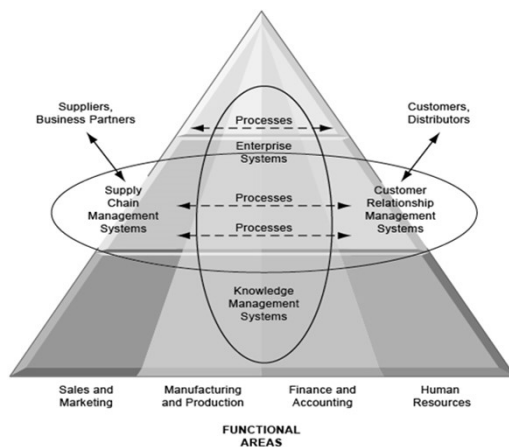 Suppliers,
Business Partners
Customers,
Distributors
Processes
Enterprise
Systems
Supply
Chain
Management
Systems
Processes
Processes
Customer
Relationship
Management
Systems
Knowledge
Management
Systems
Sales and
Marketing
Manufacturing
and Production
Finance and
Accounting
Human
Resources
FUNCTIONAL
AREAS